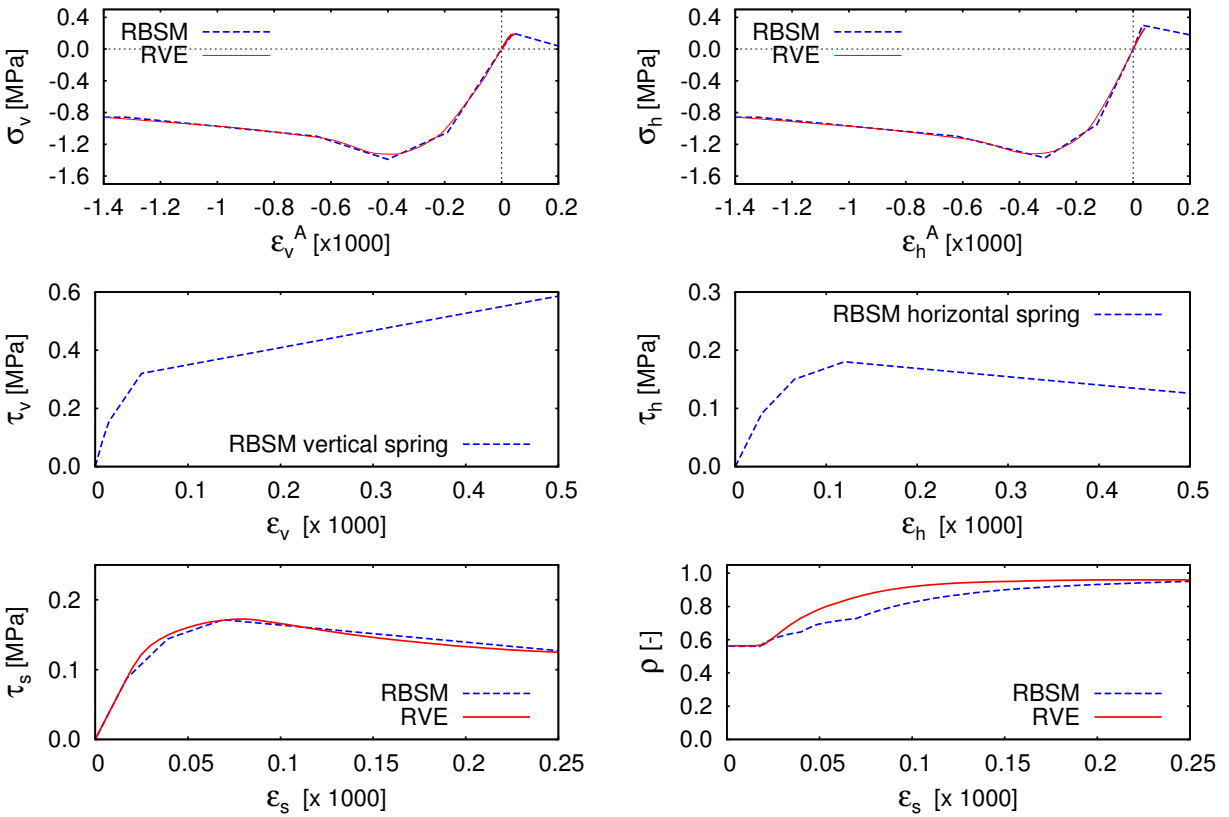 0.4
0.0
-0.4
-0.8
-1.2
-1.6
σv [MPa]
RBSM
RVE
-1.4 -1.2 -1 -0.8 -0.6 -0.4 -0.2 0 0.2
εv^A [x1000]
0.4
0.0
-0.4
-0.8
-1.2
-1.6
σh [MPa]
RBSM
RVE
-1.4 -1.2 -1 -0.8 -0.6 -0.4 -0.2 0 0.2
εh^A [x1000]
0.6
0.4
0.2
0.0
τv [MPa]
RBSM vertical spring
0 0.1 0.2 0.3 0.4 0.5
εv [x 1000]
0.3
0.2
0.1
0.0
τh [MPa]
RBSM horizontal spring
0 0.1 0.2 0.3 0.4 0.5
εh [x 1000]
0.2
0.1
0.0
τs [MPa]
RBSM
RVE
0 0.05 0.1 0.15 0.2 0.25
εs [x 1000]
1.0
0.8
0.6
0.4
0.2
0.0
ρ [-]
RBSM
RVE
0 0.05 0.1 0.15 0.2 0.25
εs [x 1000]